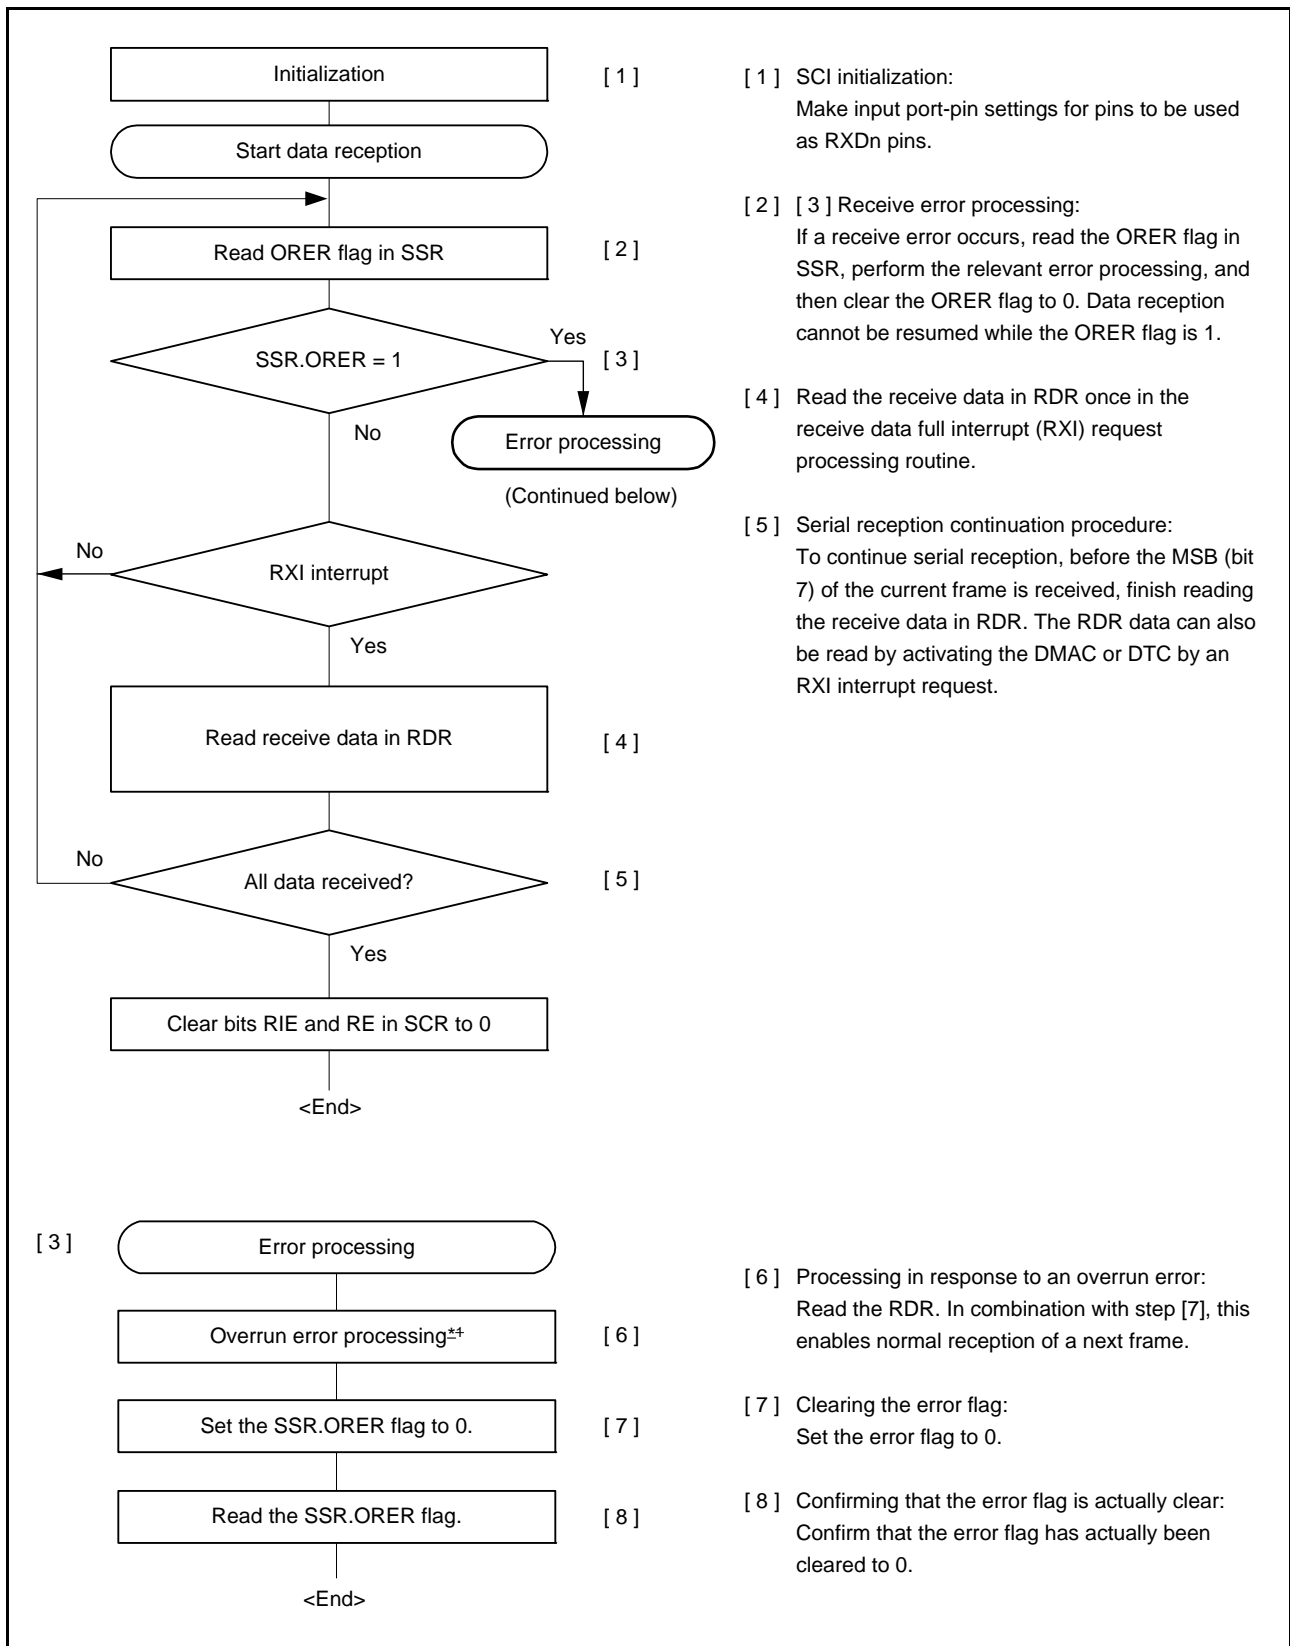 Initialization
[ 1 ]
Start data reception
Read ORER flag in SSR
[ 2 ]
SSR.ORER = 1
Yes
[ 3 ]
No
Error processing
(Continued below)
No
RXI interrupt
Yes
Read receive data in RDR
[ 4 ]
No
All data received?
[ 5 ]
Yes
Clear bits RIE and RE in SCR to 0
<End>
[ 1 ] SCI initialization:
Make input port-pin settings for pins to be used
as RXDn pins.
[ 2 ] [ 3 ] Receive error processing:
If a receive error occurs, read the ORER flag in
SSR, perform the relevant error processing, and
then clear the ORER flag to 0. Data reception
cannot be resumed while the ORER flag is 1.
[ 4 ] Read the receive data in RDR once in the
receive data full interrupt (RXI) request
processing routine.
[ 5 ] Serial reception continuation procedure:
To continue serial reception, before the MSB (bit
7) of the current frame is received, finish reading
the receive data in RDR. The RDR data can also
be read by activating the DMAC or DTC by an
RXI interrupt request.
[ 3 ]
Error processing
Overrun error processing*1
[ 6 ]
Set the SSR.ORER flag to 0.
[ 7 ]
Read the SSR.ORER flag.
[ 8 ]
<End>
[ 6 ] Processing in response to an overrun error:
Read the RDR. In combination with step [7], this
enables normal reception of a next frame.
[ 7 ] Clearing the error flag:
Set the error flag to 0.
[ 8 ] Confirming that the error flag is actually clear:
Confirm that the error flag has actually been
cleared to 0.